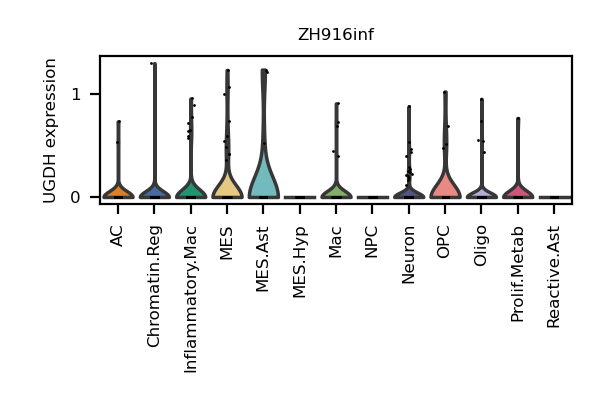 ZH916inf
UGDH expression
1
0
AC
Chromatin.Reg
Inflammatory.Mac
MES
MES.Ast
MES.Hyp
Mac
NPC
Neuron
OPC
Oligo
Prolif.Metab
Reactive.Ast